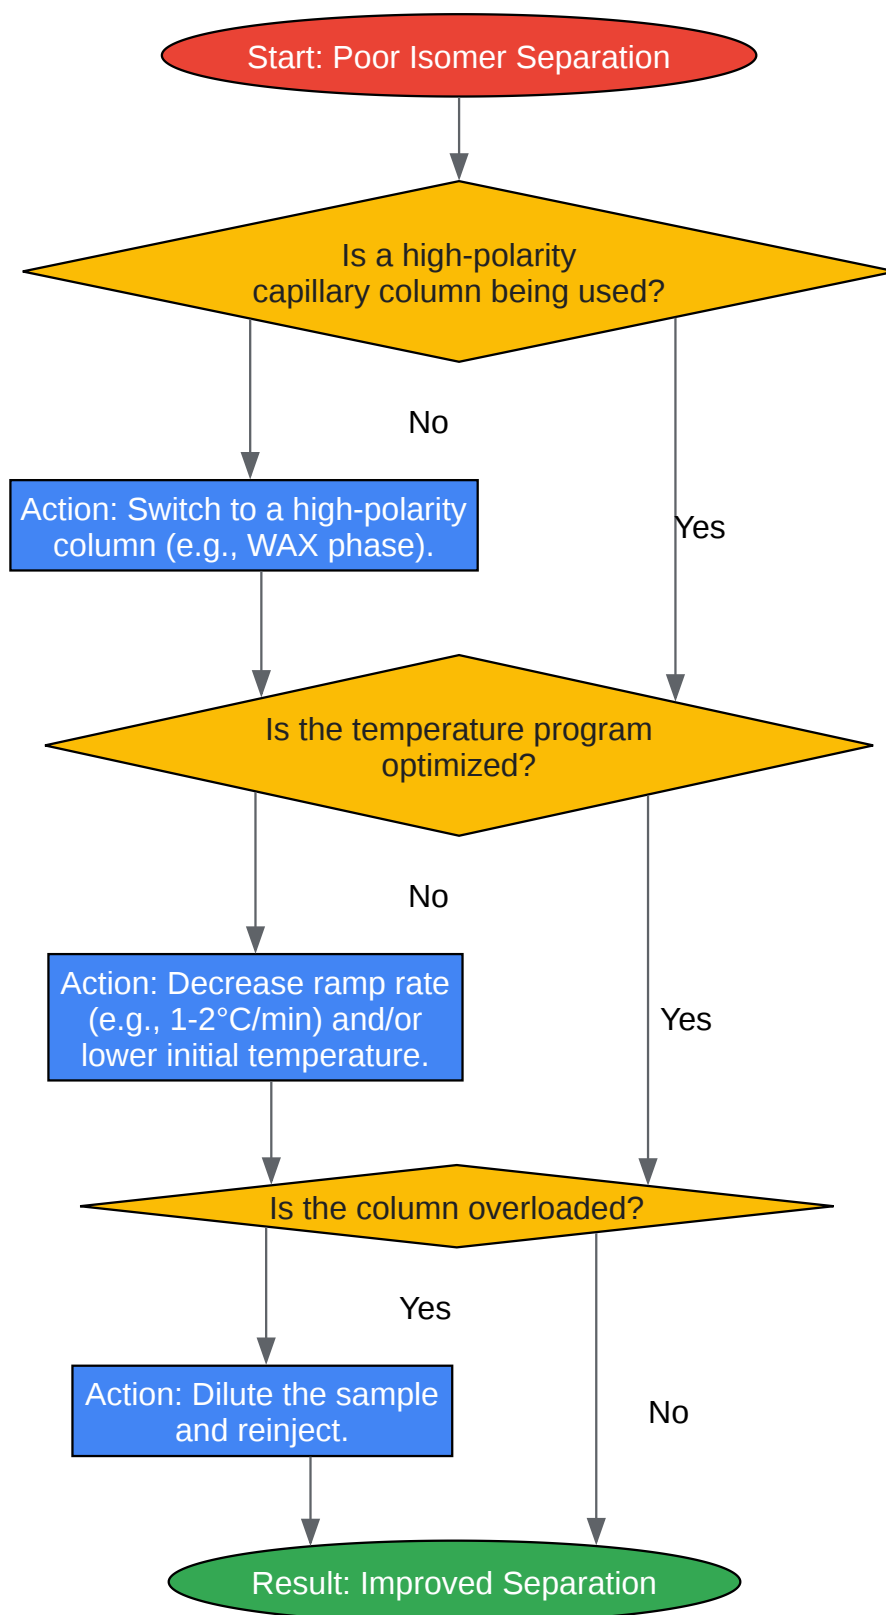 Start: Poor Isomer Separation
Is a high-polarity
capillary column being used?
No
Action: Switch to a high-polarity
column (e.g., WAX phase).
Yes
Is the temperature program
optimized?
No
Action: Decrease ramp rate
(e.g., 1-2°C/min) and/or
lower initial temperature.
Yes
Is the column overloaded?
Yes
Action: Dilute the sample
and reinject.
No
Result: Improved Separation